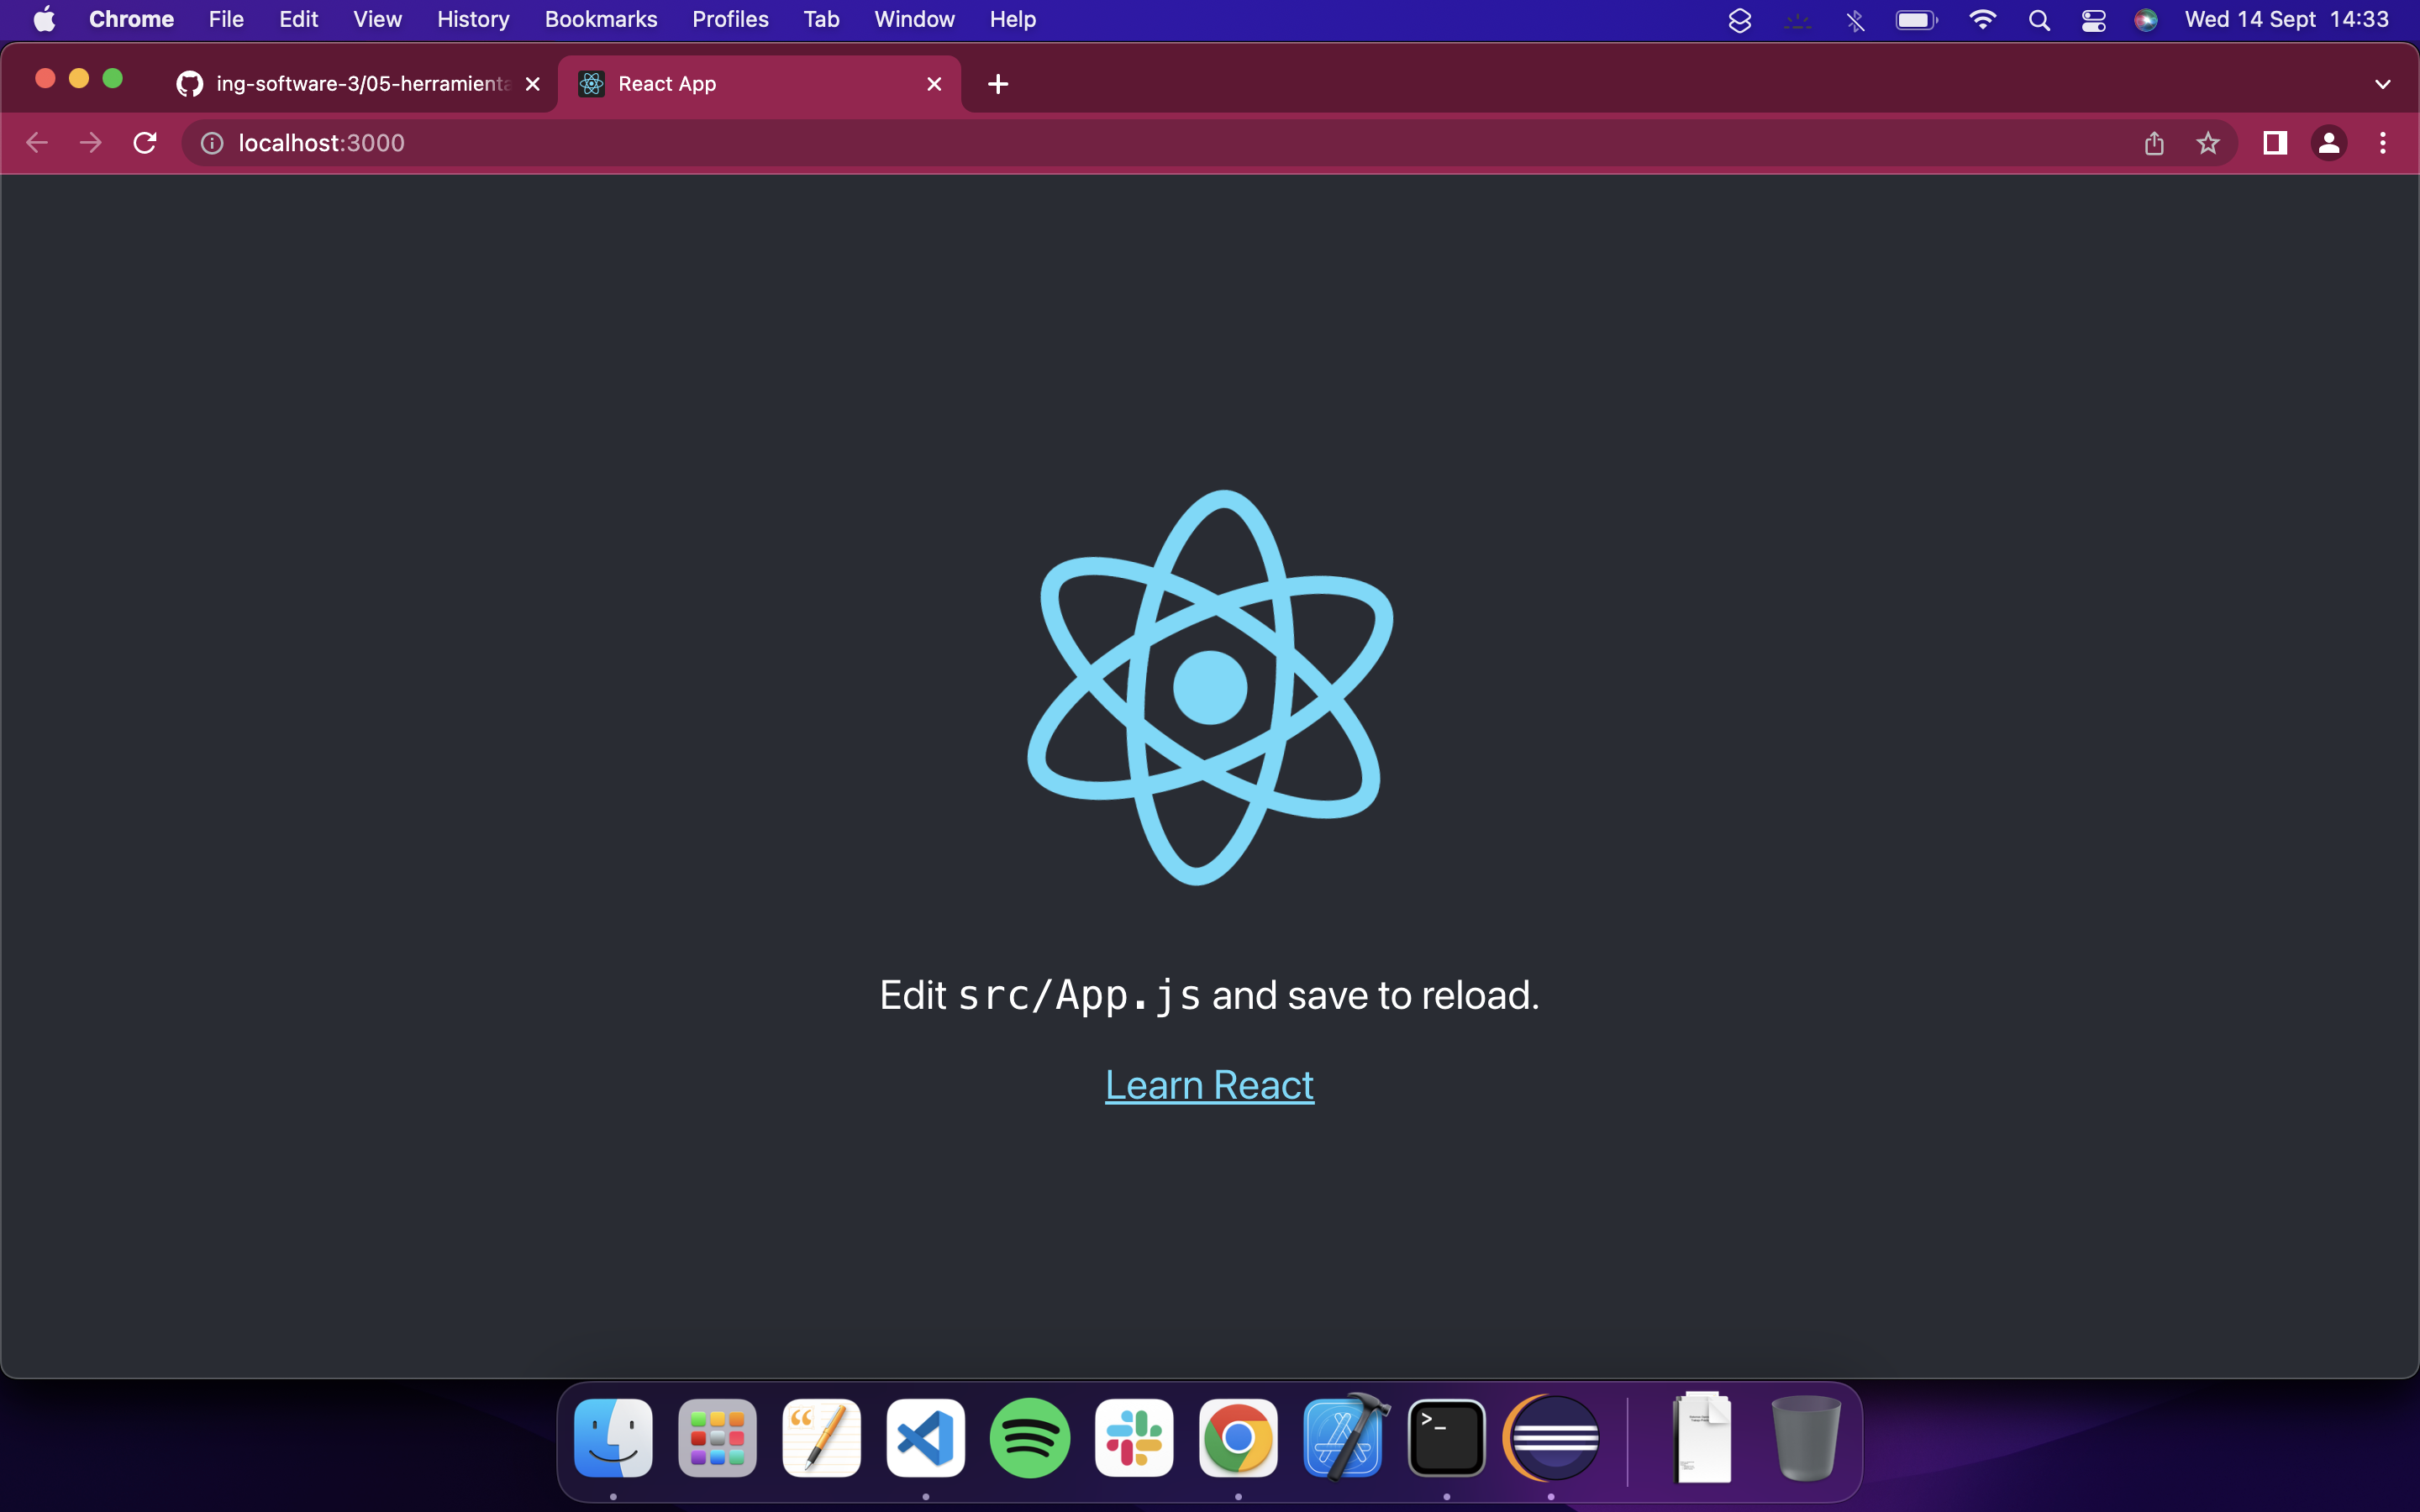 Chrome File Edit View History Bookmarks Profiles Tab Window Help Wed 14 Sept 14:33
ing-software-3/05-herramienta React App
localhost:3000
Edit src/App.js and save to reload.
Learn React
>_